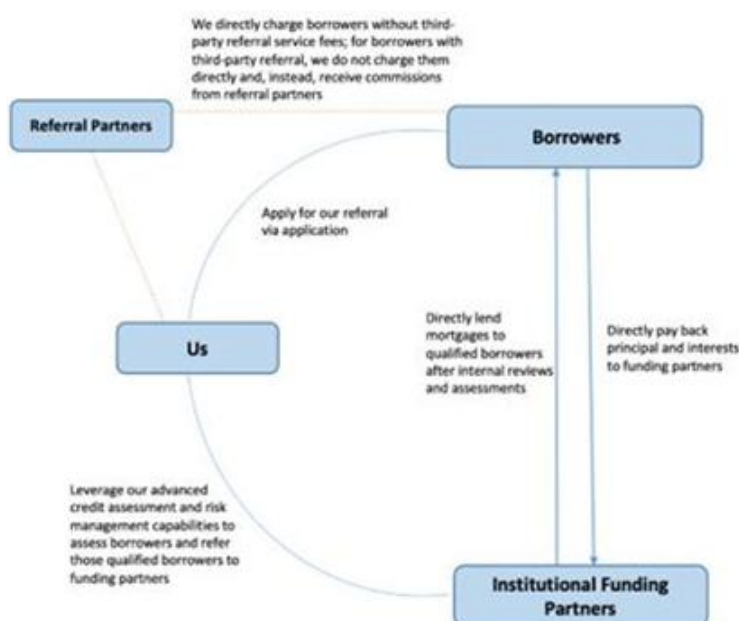 We directly charge borrowers without third-
party referral service fees; for borrowers with
third-party referral, we do not charge them
directly and, instead, receive commissions
from referral partners
Referral Partners
Borrowers
Apply for our referral
via application
Us
Directly lend
mortgages to
qualified borrowers
after internal reviews
and assessments
Directly pay back
principal and interests
to funding partners
Leverage our advanced
credit assessment and risk
management capabilities to
assess borrowers and refer
those qualified borrowers to
funding partners
Institutional Funding
Partners